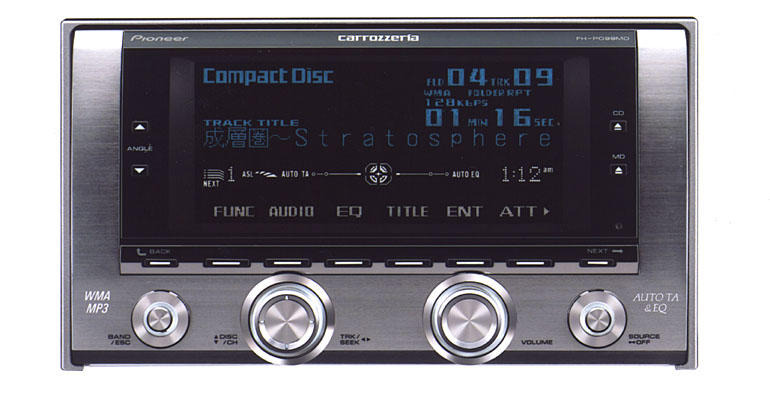 Pioneer
carrozzeria
FH-P099MD
Compact Disc
FLD 04 TRK 09
WMA FOLDER RPT
128KBPS
01 MIN 16 SEC.
TRACK TITLE
成層圏~Stratosphere
ANGLE
CD
MD
NEXT 1 ASL AUTO TA AUTO EQ 1:12 am
FUNC AUDIO EQ TITLE ENT ATT
BACK
NEXT
WMA
MP3
AUTO TA
& EQ
BAND
/ESC
DISC
/CH
TRK/
SEEK
VOLUME
SOURCE
OFF